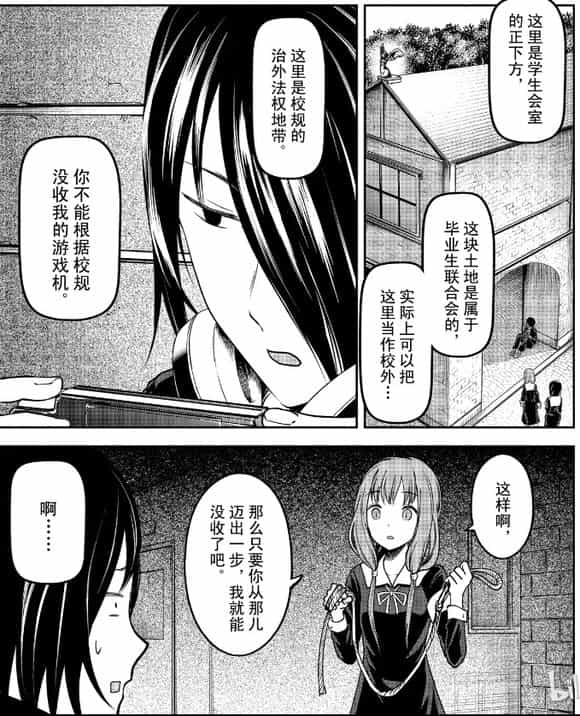 这里是学生会室
的正下方，
这块土地是属于
毕业生联合会的，
实际上可以把
这里当作校外…
这里是校规的
治外法权地带。
你不能根据校规
没收我的游戏机。
这样啊，
那么只要你从那儿
迈出一步，我就能
没收了吧。
啊……